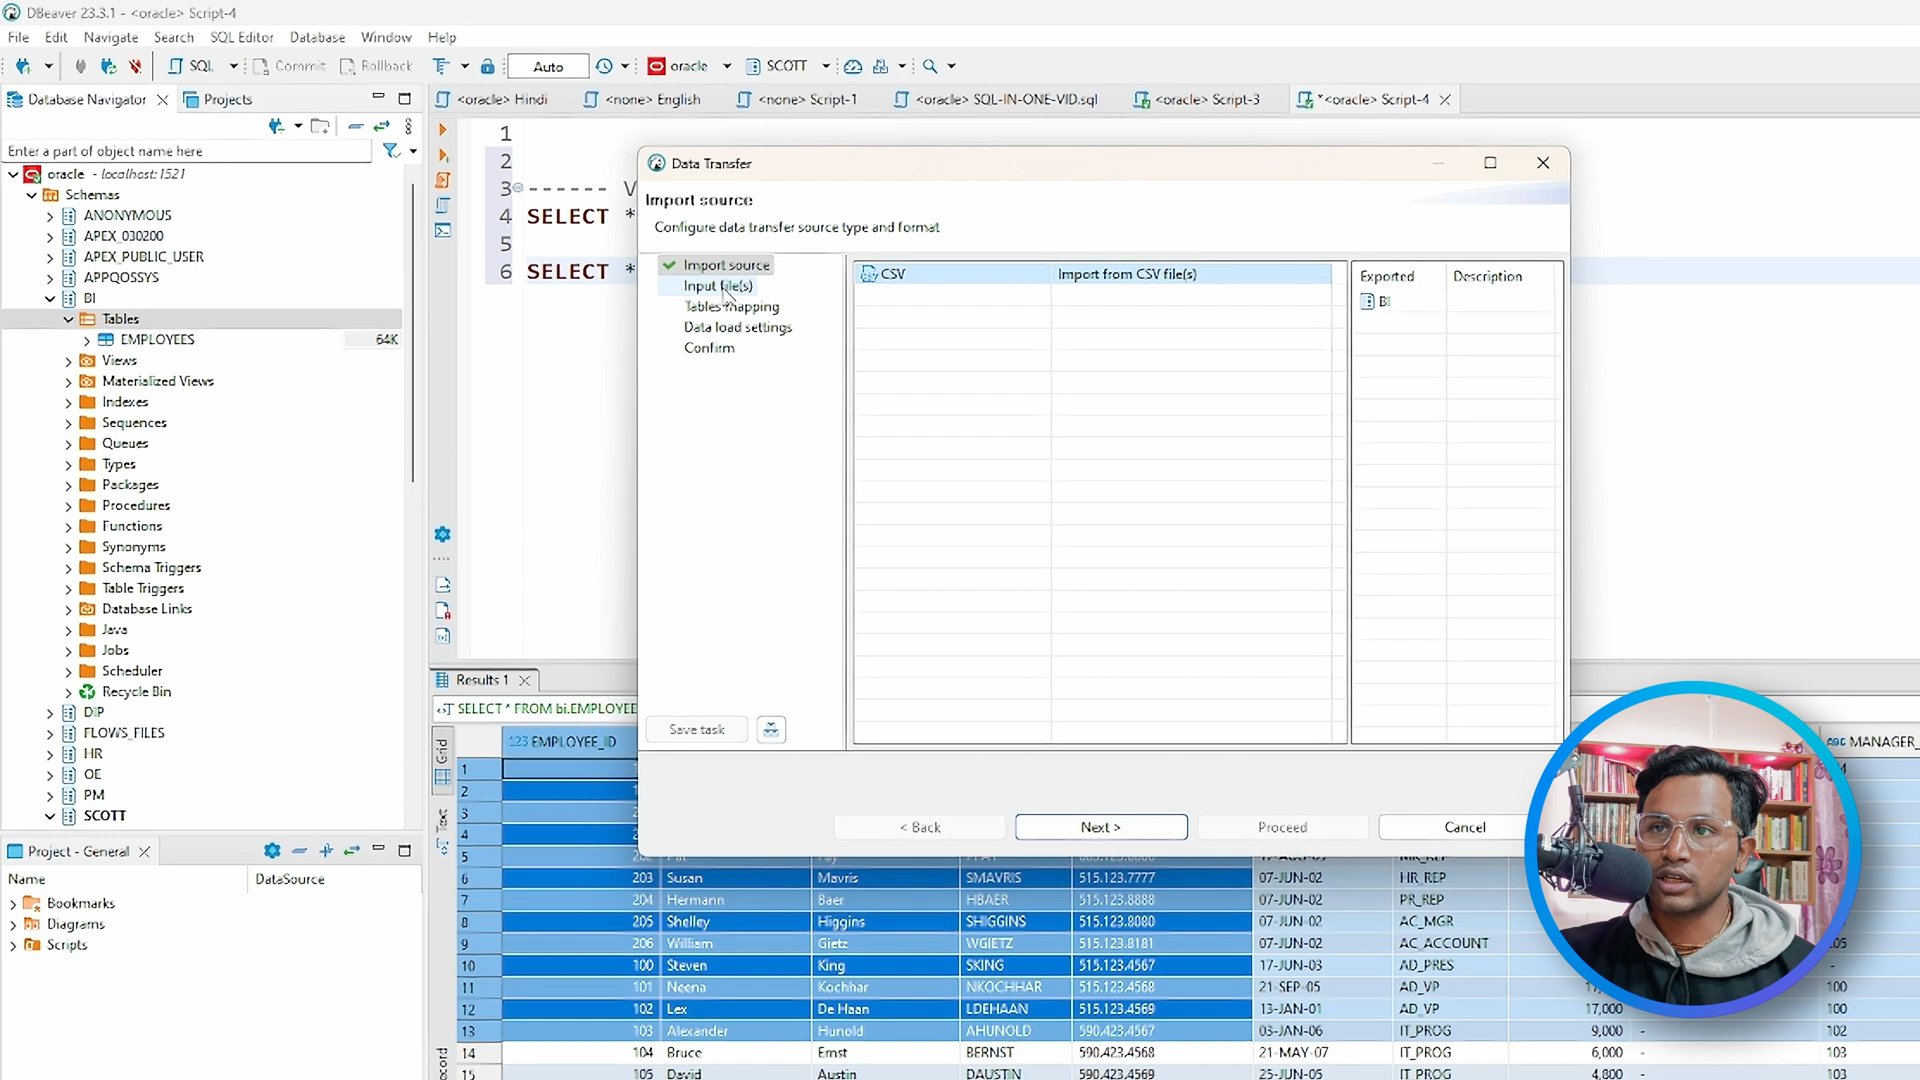 DBeaver 23.3.1 - <oracle> Script-4
File Edit Navigate Search SQL Editor Database Window Help
SQL Commit Rollback Auto oracle SCOTT
Database Navigator Projects
<oracle> Hindi <none> English <none> Script-1 <oracle> SQL-IN-ONE-VID.sql <oracle> Script-3 *<oracle> Script-4
Enter a part of object name here
oracle - localhost:1521
Schemas
ANONYMOUS
APEX_030200
APEX_PUBLIC_USER
APPQOSSYS
BI
Tables
EMPLOYEES 64K
Views
Materialized Views
Indexes
Sequences
Queues
Types
Packages
Procedures
Functions
Synonyms
Schema Triggers
Table Triggers
Database Links
Java
Jobs
Scheduler
Recycle Bin
DIP
FLOWS_FILES
HR
OE
PM
SCOTT
Project - General
Name DataSource
Bookmarks
Diagrams
Scripts
1
2
3 ------ V
4 SELECT *
5
6 SELECT *
Data Transfer
Import source
Configure data transfer source type and format
Import source
Input file(s)
Tables mapping
Data load settings
Confirm
CSV Import from CSV file(s)
Exported Description
BI
Save task
< Back Next > Proceed Cancel
Results 1
SELECT * FROM bi.EMPLOYEE
Grid
Text
123 EMPLOYEE_ID ABC MANAGER_
1
2
3
4
5
6 203 Susan Mavris SMAVRIS 515.123.7777 07-JUN-02 HR_REP
7 204 Hermann Baer HBAER 515.123.8888 07-JUN-02 PR_REP
8 205 Shelley Higgins SHIGGINS 515.123.8080 07-JUN-02 AC_MGR
9 206 William Gietz WGIETZ 515.123.8181 07-JUN-02 AC_ACCOUNT
10 100 Steven King SKING 515.123.4567 17-JUN-03 AD_PRES
11 101 Neena Kochhar NKOCHHAR 515.123.4568 21-SEP-05 AD_VP 100
12 102 Lex De Haan LDEHAAN 515.123.4569 13-JAN-01 AD_VP 17,000 100
13 103 Alexander Hunold AHUNOLD 590.423.4567 03-JAN-06 IT_PROG 9,000 - 102
14 104 Bruce Ernst BERNST 590.423.4568 21-MAY-07 IT_PROG 6,000 - 103
15 105 David Austin DAUSTIN 590.423.4569 25-JUN-05 IT_PROG 4,800 - 103